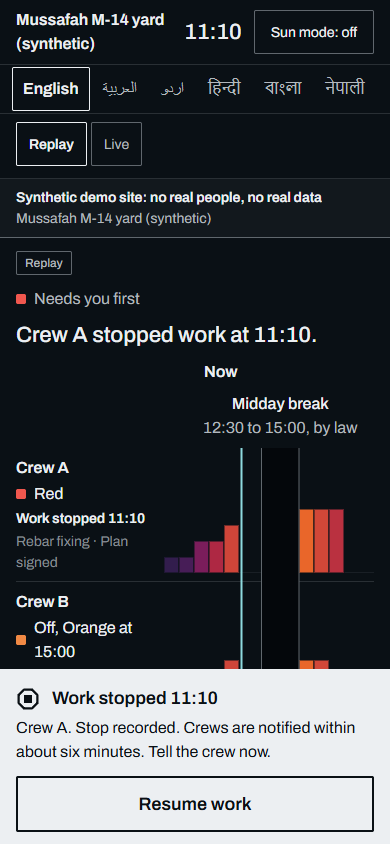 Mussafah M-14 yard
(synthetic)
11:10
Sun mode: off
English
العربية
اردو
हिन्दी
বাংলা
नेपाली
Replay
Live
Synthetic demo site: no real people, no real data
Mussafah M-14 yard (synthetic)
Replay
Needs you first
Crew A stopped work at 11:10.
Now
Midday break
12:30 to 15:00, by law
Crew A
Red
Work stopped 11:10
Rebar fixing · Plan
signed
Crew B
Off, Orange at
15:00
Work stopped 11:10
Crew A. Stop recorded. Crews are notified within
about six minutes. Tell the crew now.
Resume work